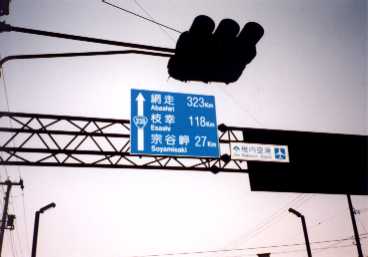 網走 323Km
Abashiri
枝幸 118Km
Esashi
宗谷岬 27Km
Soyamisaki
238
稚内空港